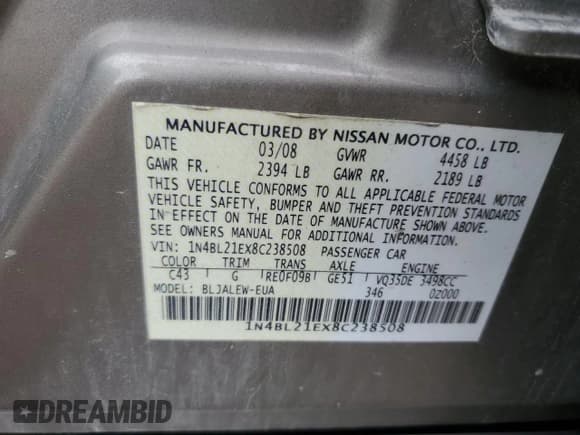 MANUFACTURED BY NISSAN MOTOR CO., LTD.
DATE 03/08 GVWR 4458 LB
GAWR FR. 2394 LB GAWR RR. 2189 LB
THIS VEHICLE CONFORMS TO ALL APPLICABLE FEDERAL MOTOR
VEHICLE SAFETY, BUMPER AND THEFT PREVENTION STANDARDS
IN EFFECT ON THE DATE OF MANUFACTURE SHOWN ABOVE.
SEE OWNERS MANUAL FOR ADDITIONAL INFORMATION.
VIN: 1N4BL21EX8C238508 PASSENGER CAR
COLOR TRIM TRANS AXLE ENGINE
C43 G RE0F09B GE51 VQ35DE 3498CC
MODEL: BLJALEW-EUA 346 0Z000
1N4BL21EX8C238508
DREAMBID